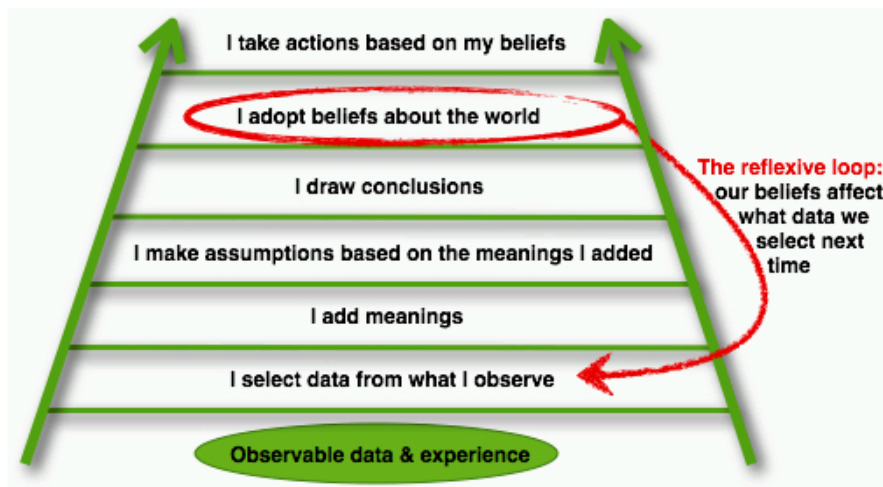 I take actions based on my beliefs
I adopt beliefs about the world
I draw conclusions
I make assumptions based on the meanings I added
I add meanings
I select data from what I observe
Observable data & experience
The reflexive loop:
our beliefs affect
what data we
select next
time